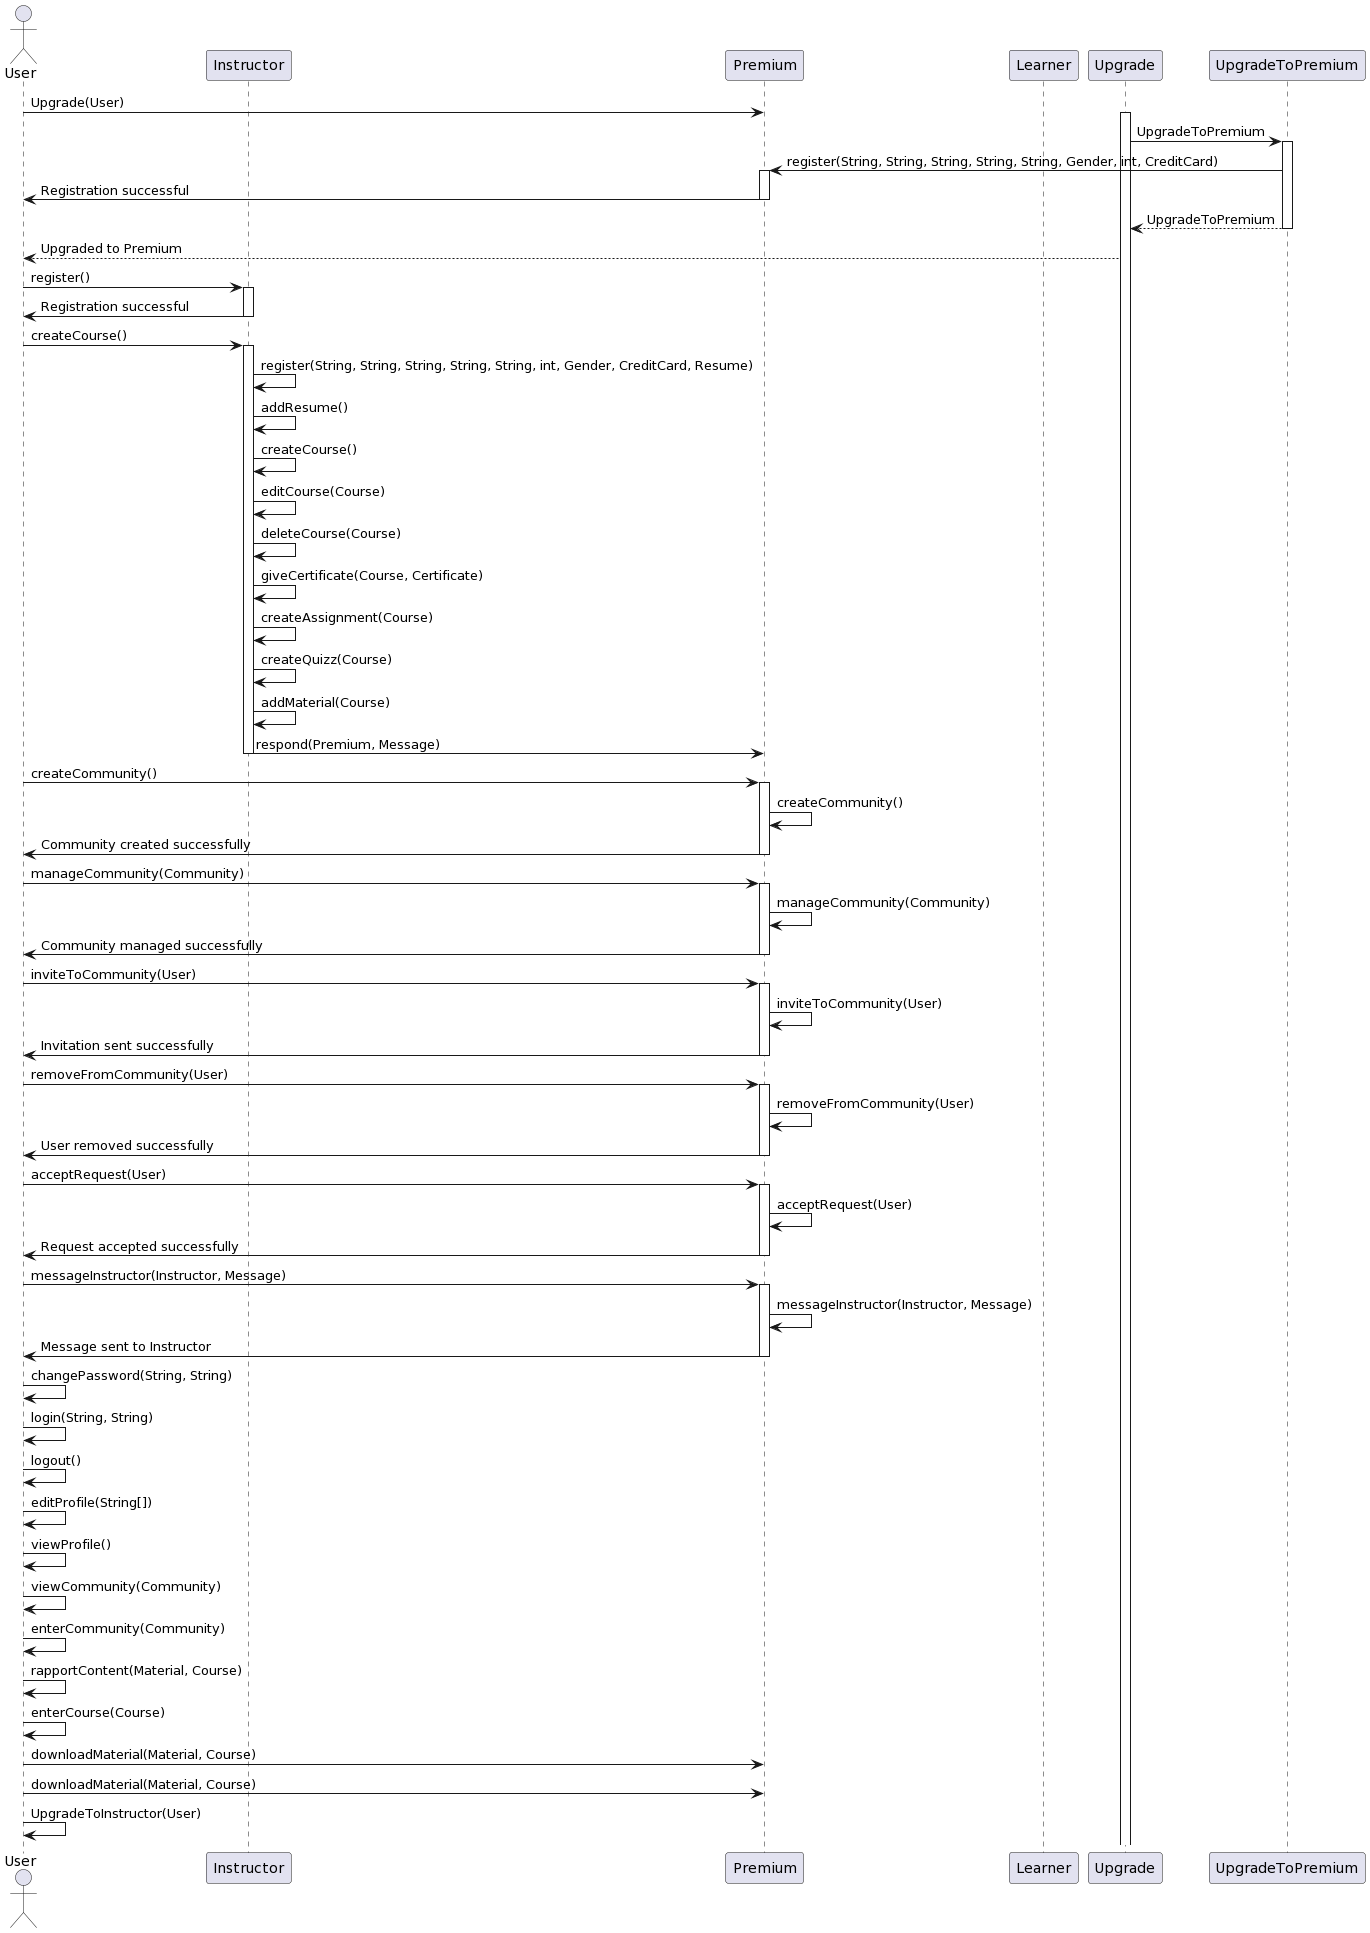 User
Instructor
Premium
Learner
Upgrade
UpgradeToPremium
Upgrade(User)
UpgradeToPremium
register(String, String, String, String, String, Gender, int, CreditCard)
Registration successful
UpgradeToPremium
Upgraded to Premium
register()
Registration successful
createCourse()
register(String, String, String, String, String, int, Gender, CreditCard, Resume)
addResume()
createCourse()
editCourse(Course)
deleteCourse(Course)
giveCertificate(Course, Certificate)
createAssignment(Course)
createQuizz(Course)
addMaterial(Course)
respond(Premium, Message)
createCommunity()
createCommunity()
Community created successfully
manageCommunity(Community)
manageCommunity(Community)
Community managed successfully
inviteToCommunity(User)
inviteToCommunity(User)
Invitation sent successfully
removeFromCommunity(User)
removeFromCommunity(User)
User removed successfully
acceptRequest(User)
acceptRequest(User)
Request accepted successfully
messageInstructor(Instructor, Message)
messageInstructor(Instructor, Message)
Message sent to Instructor
changePassword(String, String)
login(String, String)
logout()
editProfile(String[])
viewProfile()
viewCommunity(Community)
enterCommunity(Community)
rapportContent(Material, Course)
enterCourse(Course)
downloadMaterial(Material, Course)
downloadMaterial(Material, Course)
UpgradeToInstructor(User)
User
Instructor
Premium
Learner
Upgrade
UpgradeToPremium